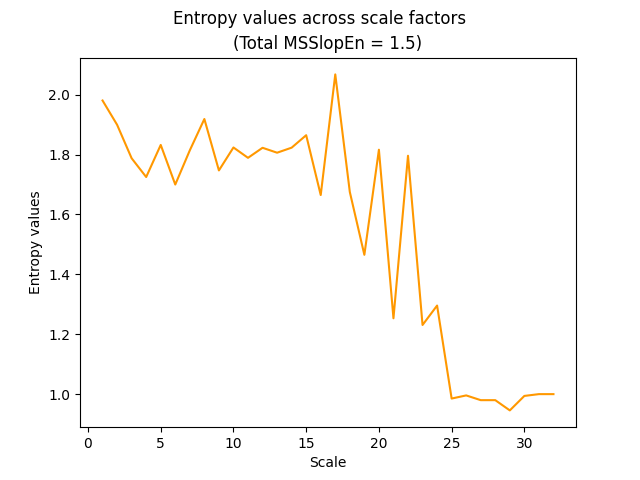 Entropy values across scale factors
(Total MSSlopEn = 1.5)
2.0
1.8
1.6
1.4
1.2
1.0
Entropy values
0 5 10 15 20 25 30
Scale